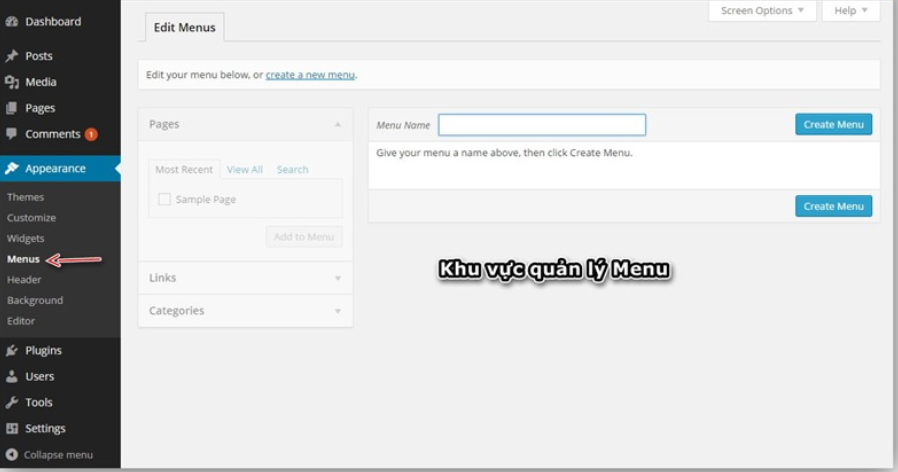 Dashboard
Posts
Media
Pages
Comments 1
Appearance
Themes
Customize
Widgets
Menus
Header
Background
Editor
Plugins
Users
Tools
Settings
Collapse menu
Screen Options
Help
Edit Menus
Edit your menu below, or create a new menu.
Pages
Most Recent View All Search
Sample Page
Add to Menu
Links
Categories
Menu Name Create Menu
Give your menu a name above, then click Create Menu.
Create Menu
Khu vực quản lý Menu